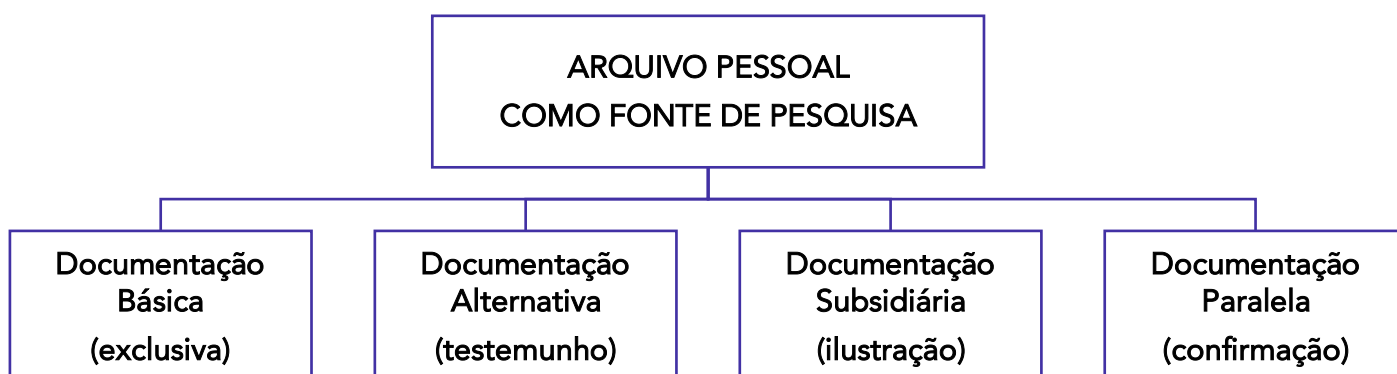 ARQUIVO PESSOAL
COMO FONTE DE PESQUISA
Documentação
Básica
(exclusiva)
Documentação
Alternativa
(testemunho)
Documentação
Subsidiária
(ilustração)
Documentação
Paralela
(confirmação)